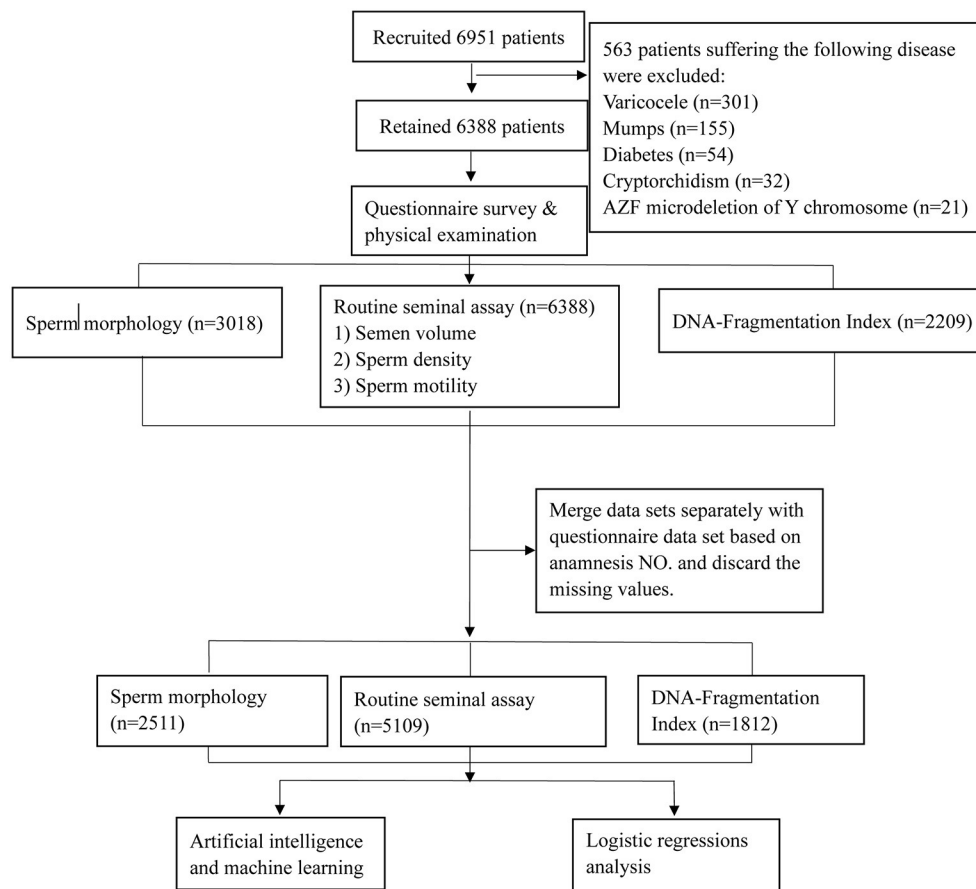 Recruited 6951 patients
563 patients suffering the following disease
were excluded:
Varicocele (n=301)
Mumps (n=155)
Diabetes (n=54)
Cryptorchidism (n=32)
AZF microdeletion of Y chromosome (n=21)
Retained 6388 patients
Questionnaire survey &
physical examination
Sperm morphology (n=3018)
Routine seminal assay (n=6388)
1) Semen volume
2) Sperm density
3) Sperm motility
DNA-Fragmentation Index (n=2209)
Merge data sets separately with
questionnaire data set based on
anamnesis NO. and discard the
missing values.
Sperm morphology
(n=2511)
Routine seminal assay
(n=5109)
DNA-Fragmentation
Index (n=1812)
Artificial intelligence
and machine learning
Logistic regressions
analysis